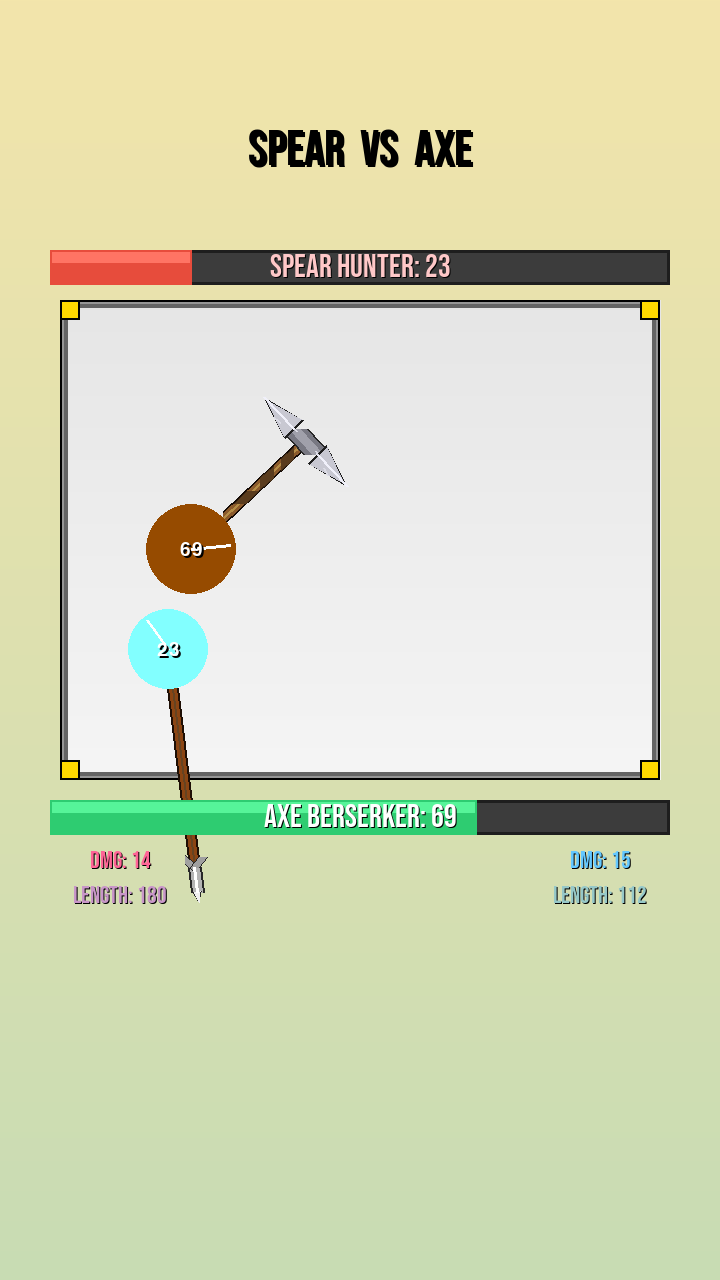 SPEAR VS AXE
SPEAR HUNTER: 23
69
23
AXE BERSERKER: 69
DMG: 14
DMG: 15
LENGTH: 180
LENGTH: 112